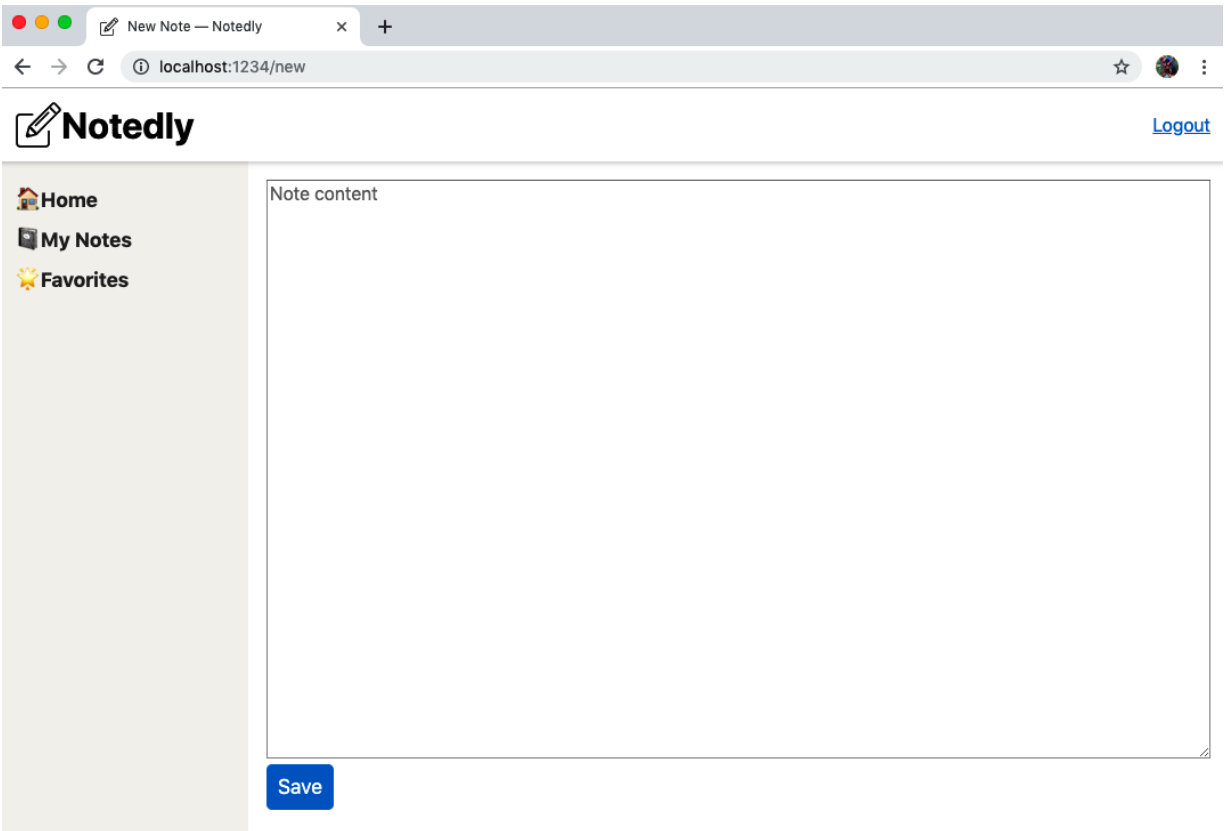 New Note — Notedly
localhost:1234/new
Notedly
Logout
Home
My Notes
Favorites
Note content
Save